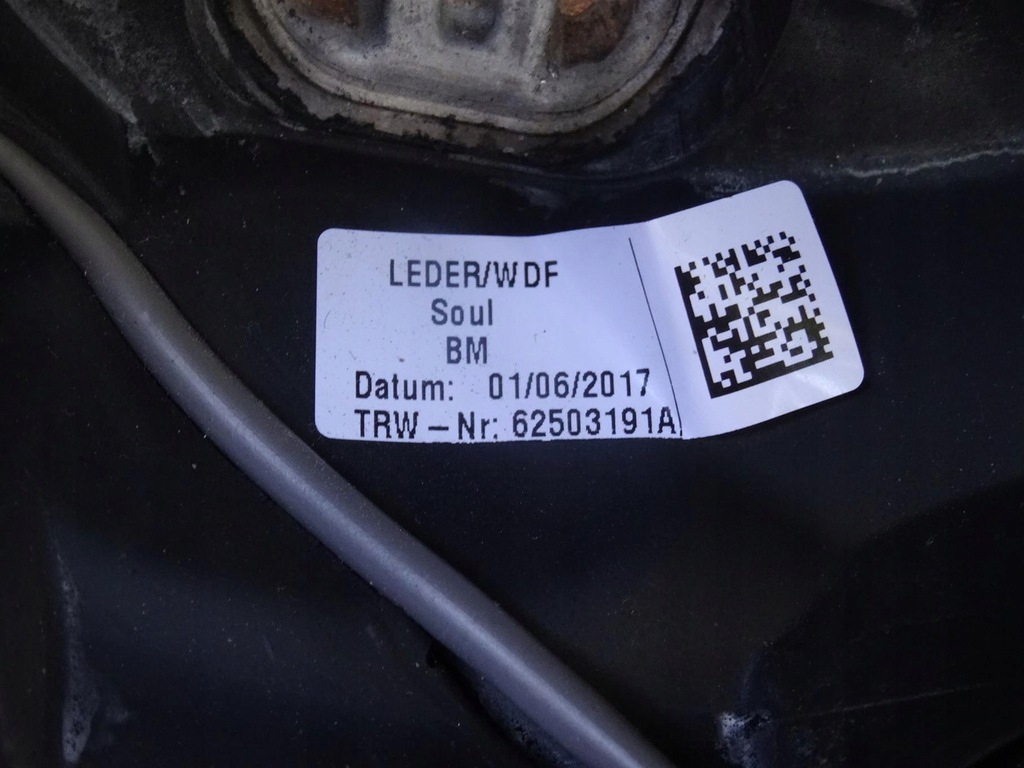 LEDER/WDF
Soul
BM
Datum: 01/06/2017
TRW - Nr: 62503191A